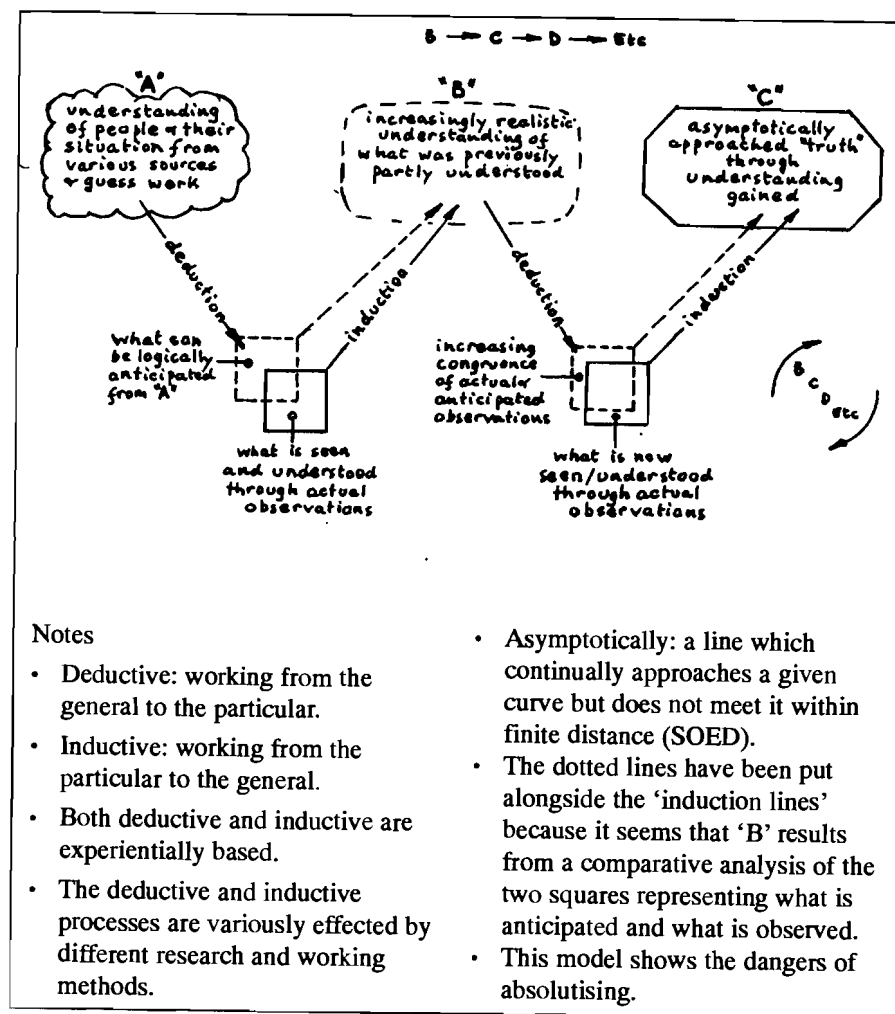 B → C → D → Etc
"A"
understanding
of people & their
situation from
various sources
& guess work
"B"
increasingly realistic
understanding of
what was previously
partly understood
"C"
asymptotically
approached "truth"
through
understanding
gained
deduction
induction
deduction
induction
what can
be logically
anticipated
from "A"
what is seen
and understood
through actual
observations
increasing
congruence
of actual &
anticipated
observations
what is now
seen/understood
through actual
observations
B
C
D
Etc
Notes
• Deductive: working from the
general to the particular.
• Inductive: working from the
particular to the general.
• Both deductive and inductive are
experientially based.
• The deductive and inductive
processes are variously effected by
different research and working
methods.
• Asymptotically: a line which
continually approaches a given
curve but does not meet it within
finite distance (SOED).
• The dotted lines have been put
alongside the ‘induction lines’
because it seems that ‘B’ results
from a comparative analysis of the
two squares representing what is
anticipated and what is observed.
• This model shows the dangers of
absolutising.